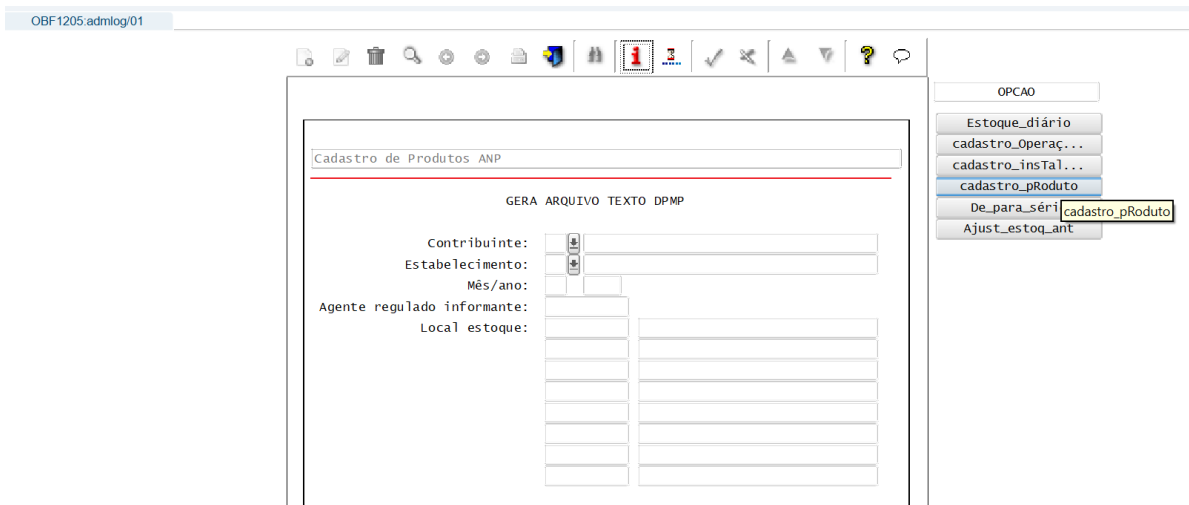 OBF1205:admlog/01
OPCAO
Estoque_diário
cadastro_Operaç...
cadastro_insTal...
cadastro_pRoduto
De_para_séri
cadastro_pRoduto
Ajust_estoq_ant
Cadastro de Produtos ANP
GERA ARQUIVO TEXTO DPMP
Contribuinte:
Estabelecimento:
Mês/ano:
Agente regulado informante:
Local estoque: